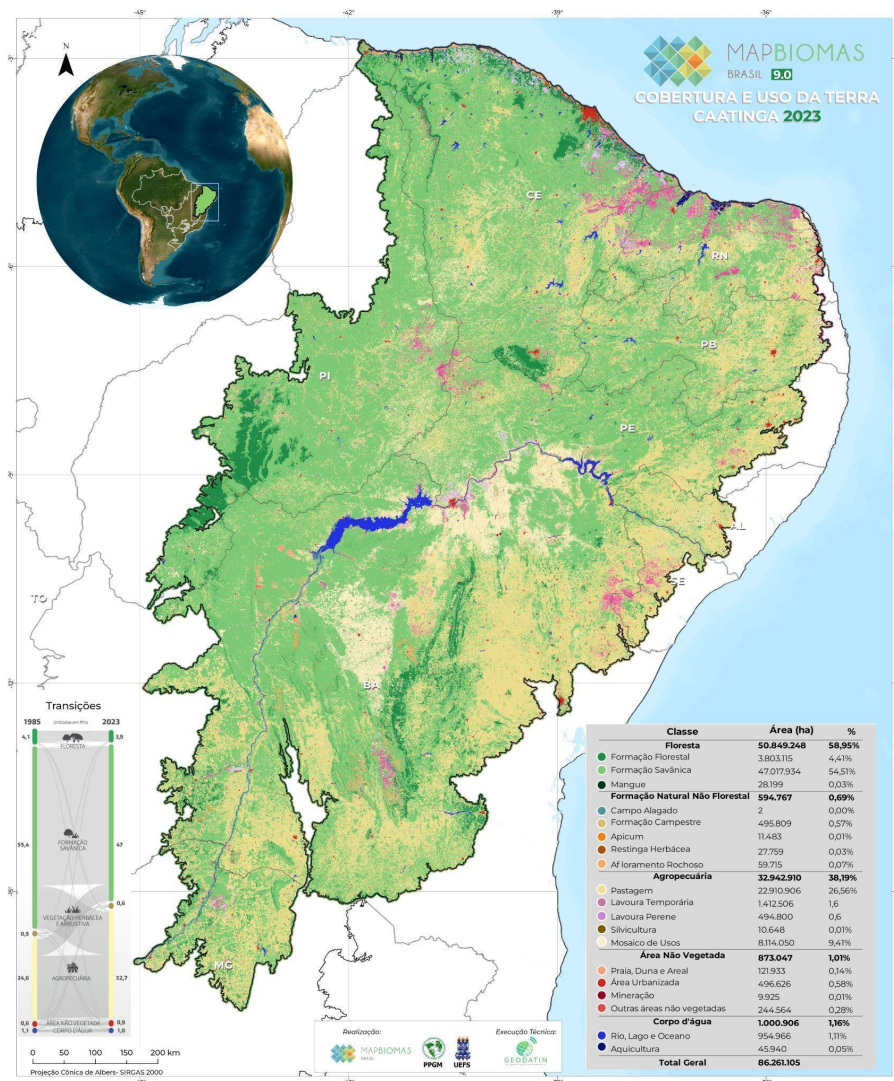 -45°
-42°
-39°
-36°
N
MAPBIOMAS
BRASIL 9.0
COBERTURA E USO DA TERRA
CAATINGA 2023
CE
RN
PB
PI
PE
AL
SE
TO
BA
MG
Transições
1985
Unidades em Mha
2023
4,1
3,9
FLORESTA
FORMAÇÃO
SAVÂNICA
47
VEGETAÇÃO HERBÁCEA
E ARBUSTIVA
0,6
0,5
AGROPECUÁRIA
24,6
32,7
0,6
ÁREA NÃO VEGETADA
0,9
1,1
CORPO D'ÁGUA
1,0
0 50 100 200 km
Projeção Cônica de Albers- SIRGAS 2000
Realização:
Execução Técnica:
MAPBIOMAS
BRASIL
PPGM
UEFS
GEODATIN
Classe Área (ha) %
Floresta 50.849.248 58,95%
Formação Florestal 3.803.115 4,41%
Formação Savânica 47.017.934 54,51%
Mangue 28.199 0,03%
Formação Natural Não Florestal 594.767 0,69%
Campo Alagado 2 0,00%
Formação Campestre 495.809 0,57%
Apicum 11.483 0,01%
Restinga Herbácea 27.759 0,03%
Af loramento Rochoso 59.715 0,07%
Agropecuária 32.942.910 38,19%
Pastagem 22.910.906 26,56%
Lavoura Temporária 1.412.506 1,6
Lavoura Perene 494.800 0,6
Silvicultura 10.648 0,01%
Mosaico de Usos 8.114.050 9,41%
Área Não Vegetada 873.047 1,01%
Praia, Duna e Areal 121.933 0,14%
Área Urbanizada 496.626 0,58%
Mineração 9.925 0,01%
Outras áreas não vegetadas 244.564 0,28%
Corpo d'água 1.000.906 1,16%
Rio, Lago e Oceano 954.966 1,11%
Aquicultura 45.940 0,05%
Total Geral 86.261.105